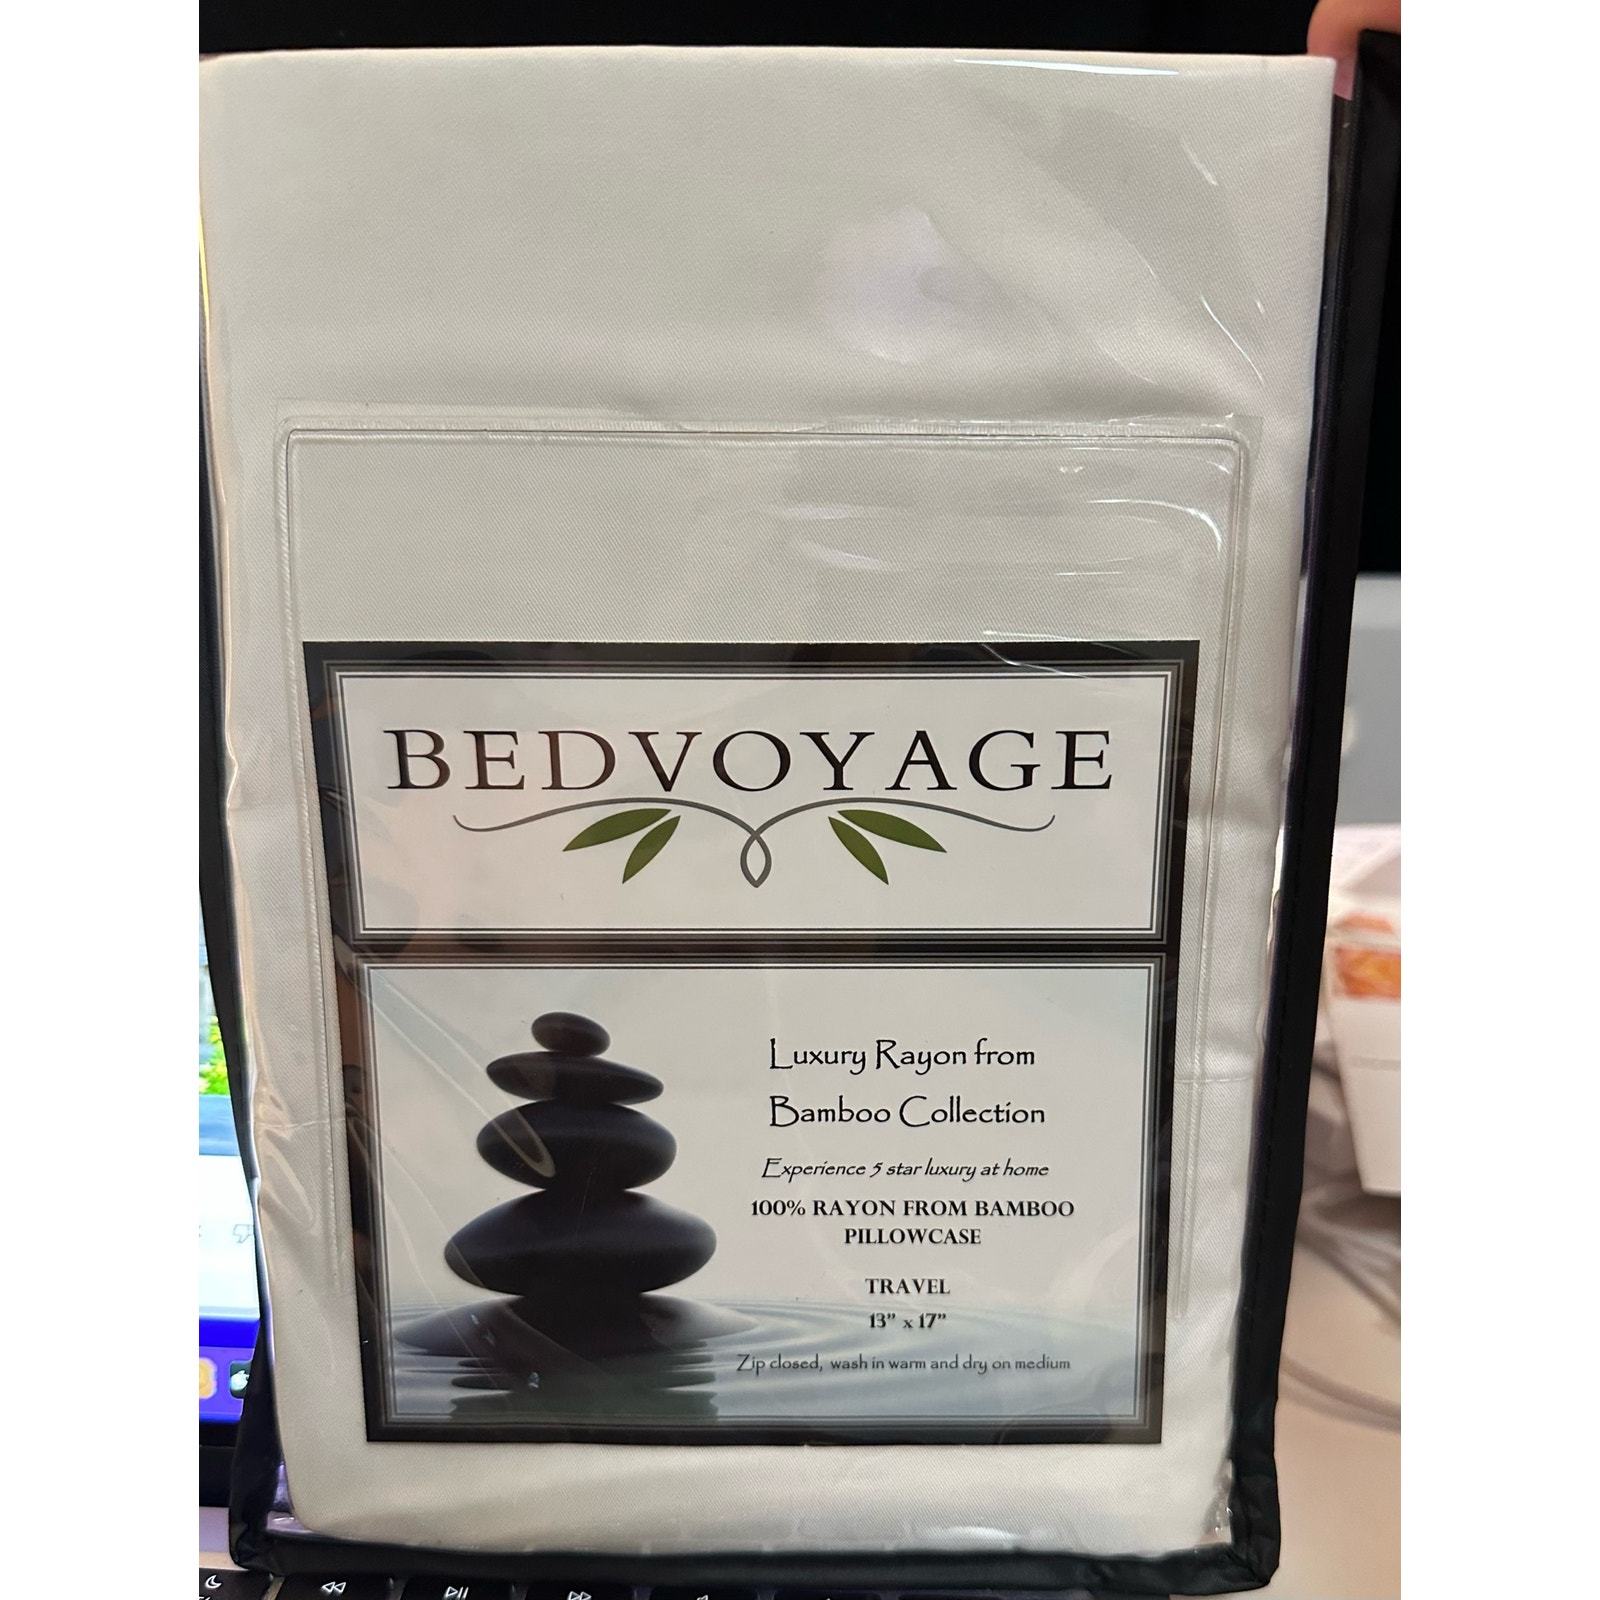 BEDVOYAGE
Luxury Rayon from
Bamboo Collection
Experience 5 star luxury at home
100% RAYON FROM BAMBOO
PILLOWCASE
TRAVEL
13" x 17"
Zip closed, wash in warm and dry on medium